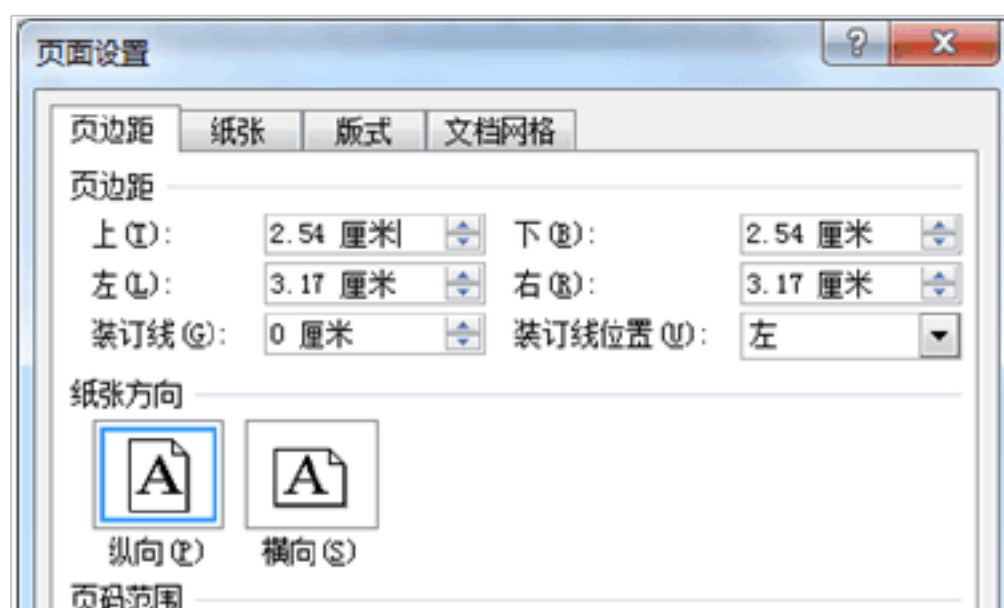 页面设置
页边距 纸张 版式 文档网格
页边距
上(T): 2.54 厘米 下(B): 2.54 厘米
左(L): 3.17 厘米 右(R): 3.17 厘米
装订线(G): 0 厘米 装订线位置(U): 左
纸张方向
A A
纵向(P) 横向(S)
页码范围